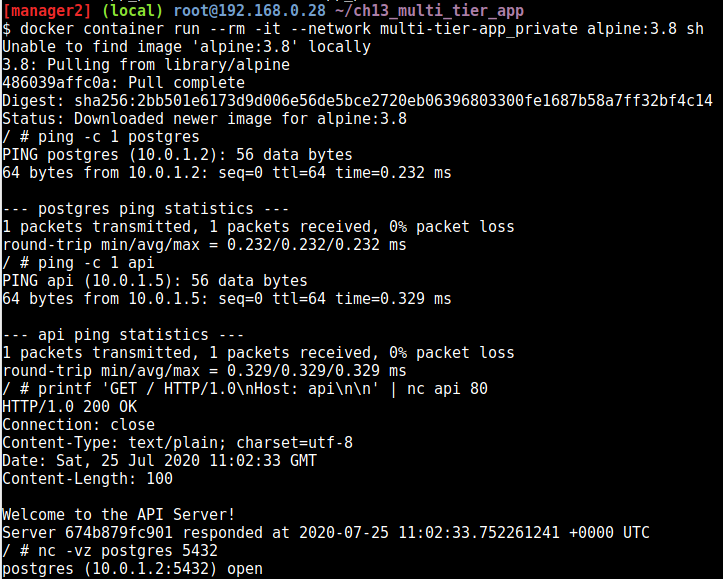 [manager2] (local) root@192.168.0.28 ~/ch13_multi_tier_app
$ docker container run --rm -it --network multi-tier-app_private alpine:3.8 sh
Unable to find image 'alpine:3.8' locally
3.8: Pulling from library/alpine
486039affc0a: Pull complete
Digest: sha256:2bb501e6173d9d006e56de5bce2720eb06396803300fe1687b58a7ff32bf4c14
Status: Downloaded newer image for alpine:3.8
/ # ping -c 1 postgres
PING postgres (10.0.1.2): 56 data bytes
64 bytes from 10.0.1.2: seq=0 ttl=64 time=0.232 ms

--- postgres ping statistics ---
1 packets transmitted, 1 packets received, 0% packet loss
round-trip min/avg/max = 0.232/0.232/0.232 ms
/ # ping -c 1 api
PING api (10.0.1.5): 56 data bytes
64 bytes from 10.0.1.5: seq=0 ttl=64 time=0.329 ms

--- api ping statistics ---
1 packets transmitted, 1 packets received, 0% packet loss
round-trip min/avg/max = 0.329/0.329/0.329 ms
/ # printf 'GET / HTTP/1.0\nHost: api\n\n' | nc api 80
HTTP/1.0 200 OK
Connection: close
Content-Type: text/plain; charset=utf-8
Date: Sat, 25 Jul 2020 11:02:33 GMT
Content-Length: 100

Welcome to the API Server!
Server 674b879fc901 responded at 2020-07-25 11:02:33.752261241 +0000 UTC
/ # nc -vz postgres 5432
postgres (10.0.1.2:5432) open